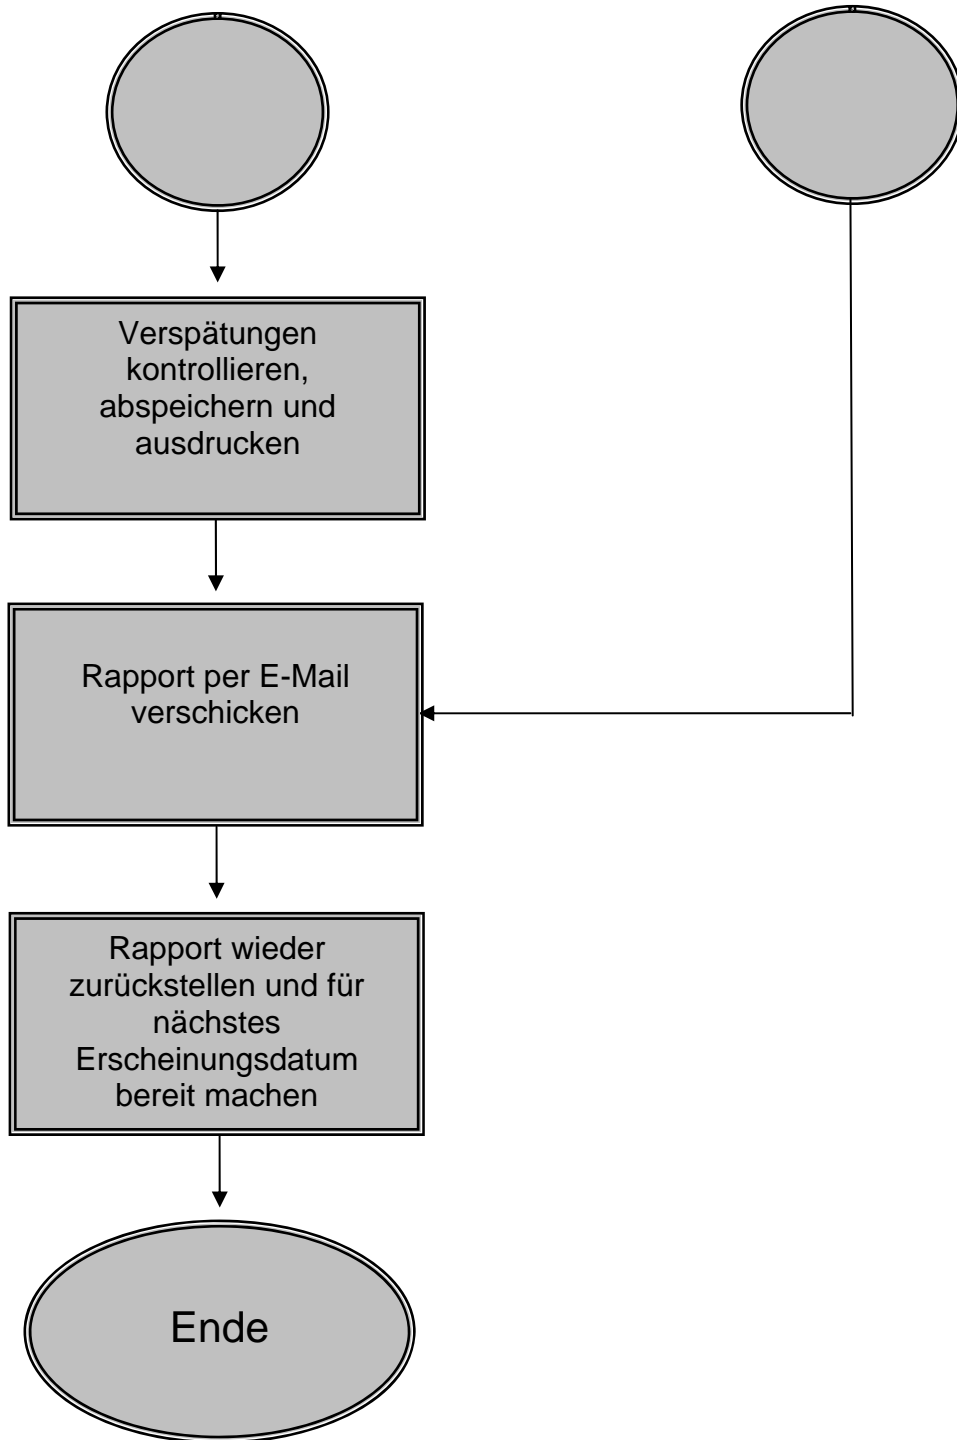 Verspätungen
kontrollieren,
abspeichern und
ausdrucken
Rapport per E-Mail
verschicken
Rapport wieder
zurückstellen und für
nächstes
Erscheinungsdatum
bereit machen
Ende